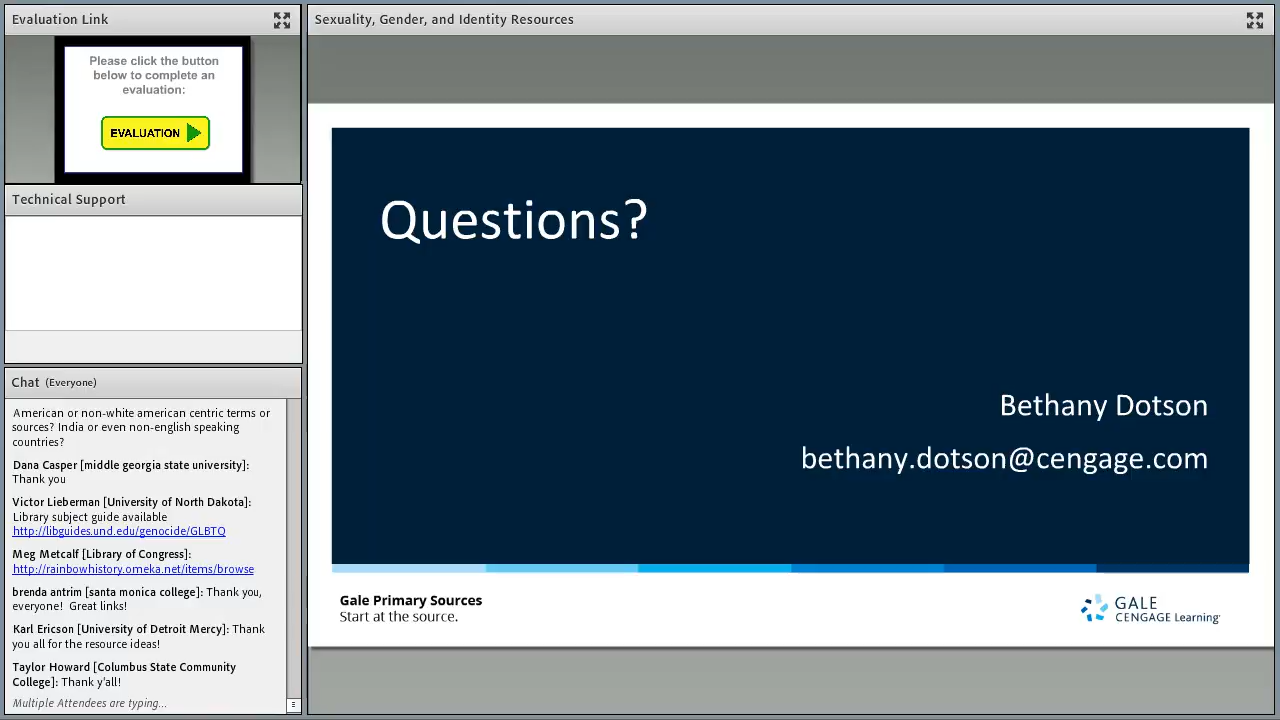 Evaluation Link
Please click the button
below to complete an
evaluation:
EVALUATION
Technical Support
Chat (Everyone)
American or non-white american centric terms or
sources? India or even non-english speaking
countries?
Dana Casper [middle georgia state university]:
Thank you
Victor Lieberman [University of North Dakota]:
Library subject guide available
http://libguides.und.edu/genocide/GLBTQ
Meg Metcalf [Library of Congress]:
http://rainbowhistory.omeka.net/items/browse
brenda antrim [santa monica college]: Thank you,
everyone! Great links!
Karl Ericson [University of Detroit Mercy]: Thank
you all for the resource ideas!
Taylor Howard [Columbus State Community
College]: Thank y'all!
Multiple Attendees are typing...
Sexuality, Gender, and Identity Resources
Questions?
Bethany Dotson
bethany.dotson@cengage.com
Gale Primary Sources
Start at the source.
GALE
CENGAGE Learning